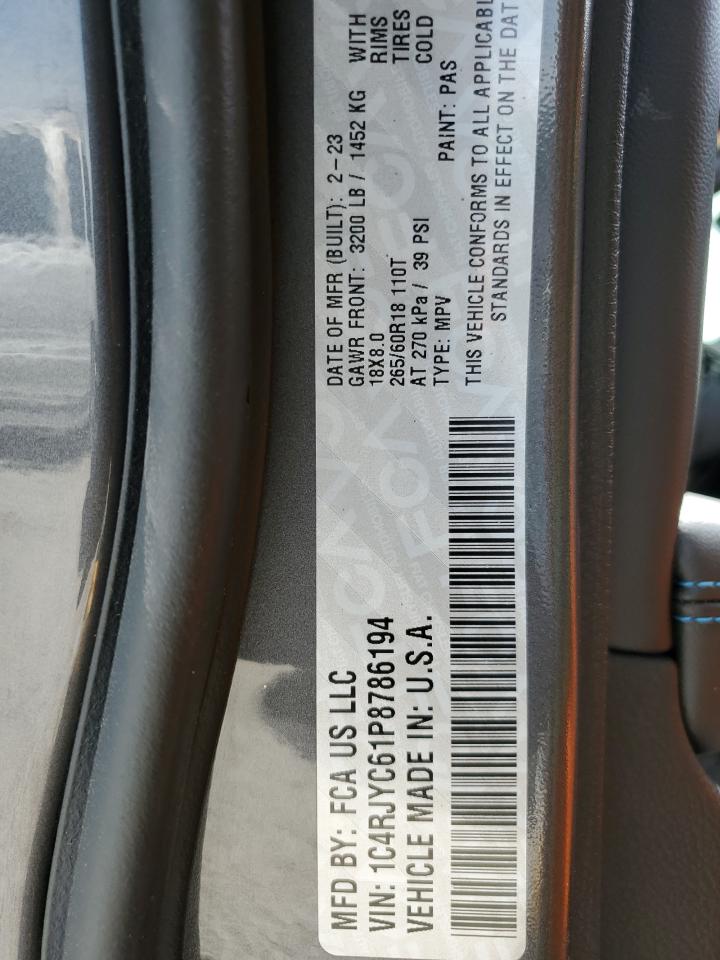 MFD BY: FCA US LLC
VIN: 1C4RJYC61P8786194
VEHICLE MADE IN: U.S.A.
DATE OF MFR (BUILT): 2-23
GAWR FRONT: 3200 LB / 1452 KG WITH
18X8.0 RIMS
265/60R18 110T TIRES
AT 270 kPa / 39 PSI COLD
TYPE: MPV PAINT: PAS
THIS VEHICLE CONFORMS TO ALL APPLICABL
STANDARDS IN EFFECT ON THE DAT
FCA